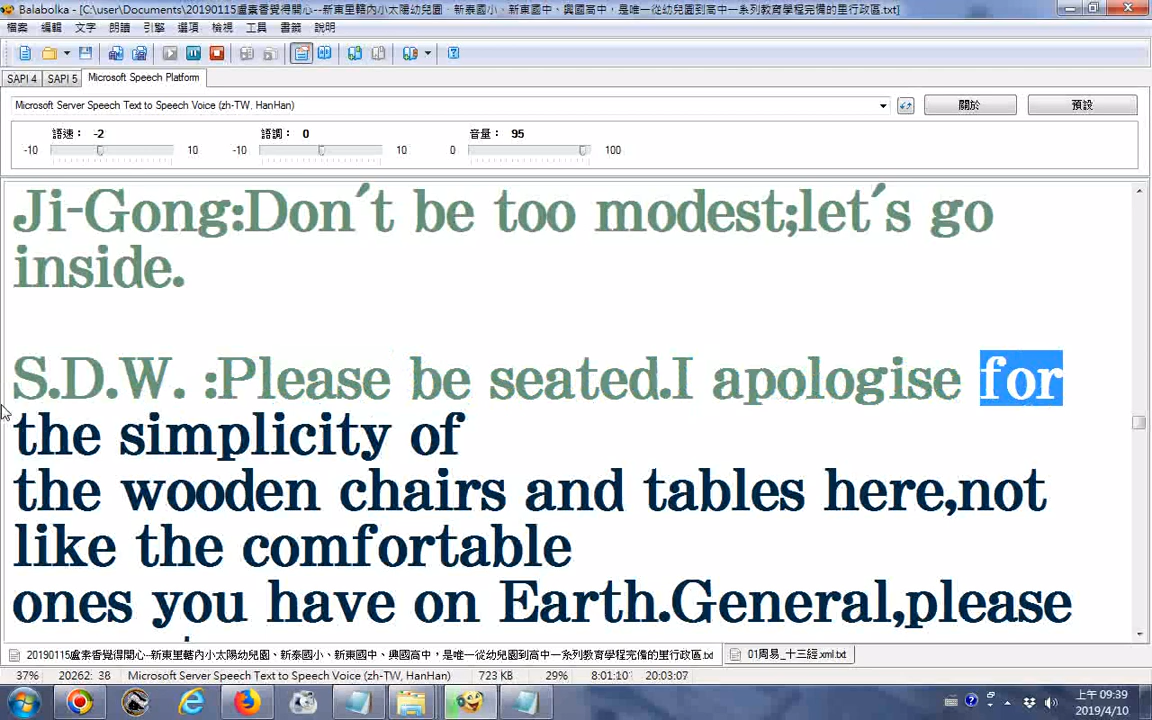 Balabolka - [C:\user\Documents\20190115盧素香覺得開心--新東里轄內小太陽幼兒園、新泰國小、新東國中、興國高中，是唯一從幼兒園到高中一系列教育學程完備的里行政區.txt]
檔案 編輯 文字 朗讀 引擎 選項 檢視 工具 書籤 說明
SAPI 4 SAPI 5 Microsoft Speech Platform
Microsoft Server Speech Text to Speech Voice (zh-TW, HanHan) 關於 預設
語速： -2 語調： 0 音量： 95
-10 10 -10 10 0 100
Ji-Gong:Don't be too modest;let's go
inside.
S.D.W. :Please be seated.I apologise for
the simplicity of
the wooden chairs and tables here,not
like the comfortable
ones you have on Earth.General,please
20190115盧素香覺得開心--新東里轄內小太陽幼兒園、新泰國小、新東國中、興國高中，是唯一從幼兒園到高中一系列教育學程完備的里行政區.txt 01周易_十三經.xml.txt
37% 20262: 38 Microsoft Server Speech Text to Speech Voice (zh-TW, HanHan) 723 KB 29% 8:01:10 20:03:07
上午 09:39
2019/4/10